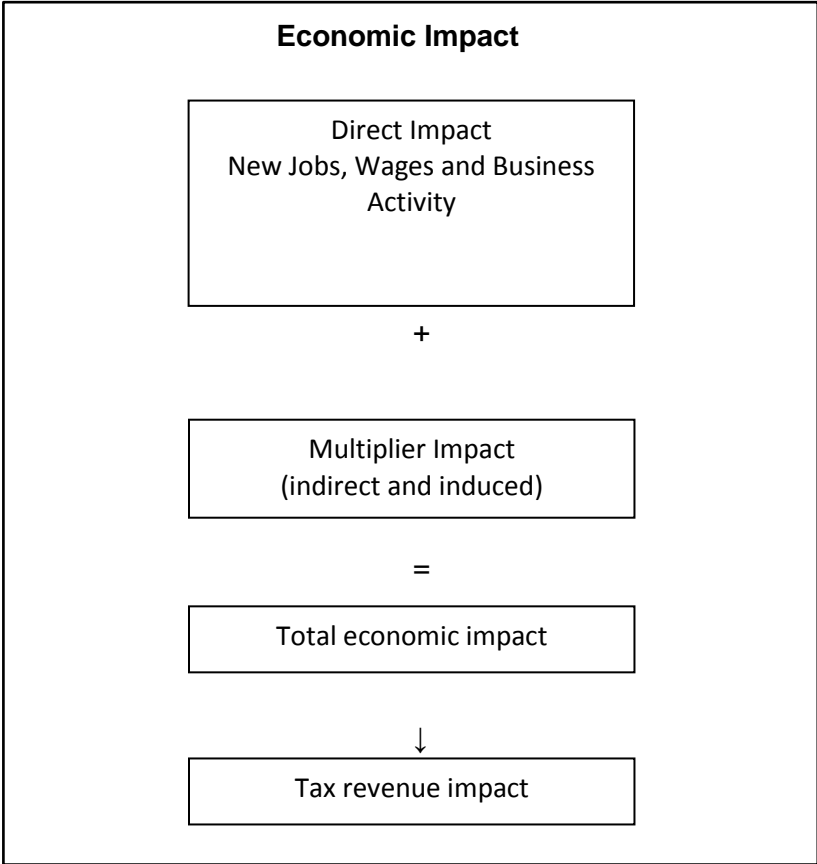 Economic Impact
Direct Impact
New Jobs, Wages and Business
Activity
+
Multiplier Impact
(indirect and induced)
=
Total economic impact
↓
Tax revenue impact